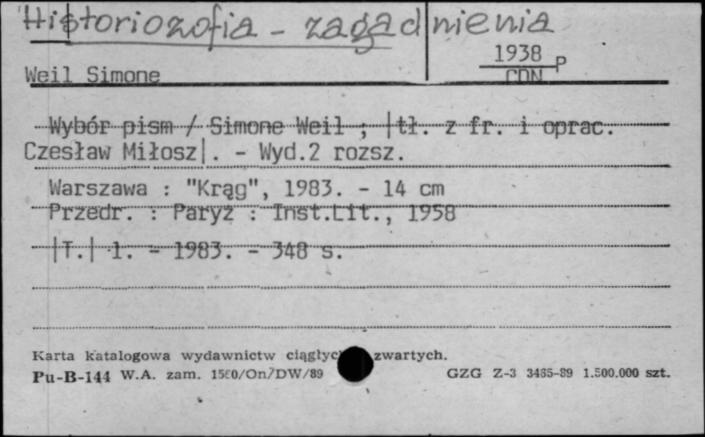 Historiozofia - zagadnienia
1938 P
Weil Simone
CDN
Wybór pism / Simone Weil ; |tł. z fr. i oprac.
Czesław Miłosz|. - Wyd.2 rozsz.
Warszawa : "Krąg", 1983. - 14 cm
Przedr. : Paryż : Inst.Lit., 1958
|T.| 1. - 1983. - 348 s.
Karta katalogowa wydawnictw ciągłyc zwartych.
Pu-B-144 W.A. zam. 1580/On/DW/89 GZG Z-3 3485-89 1.500.000 szt.